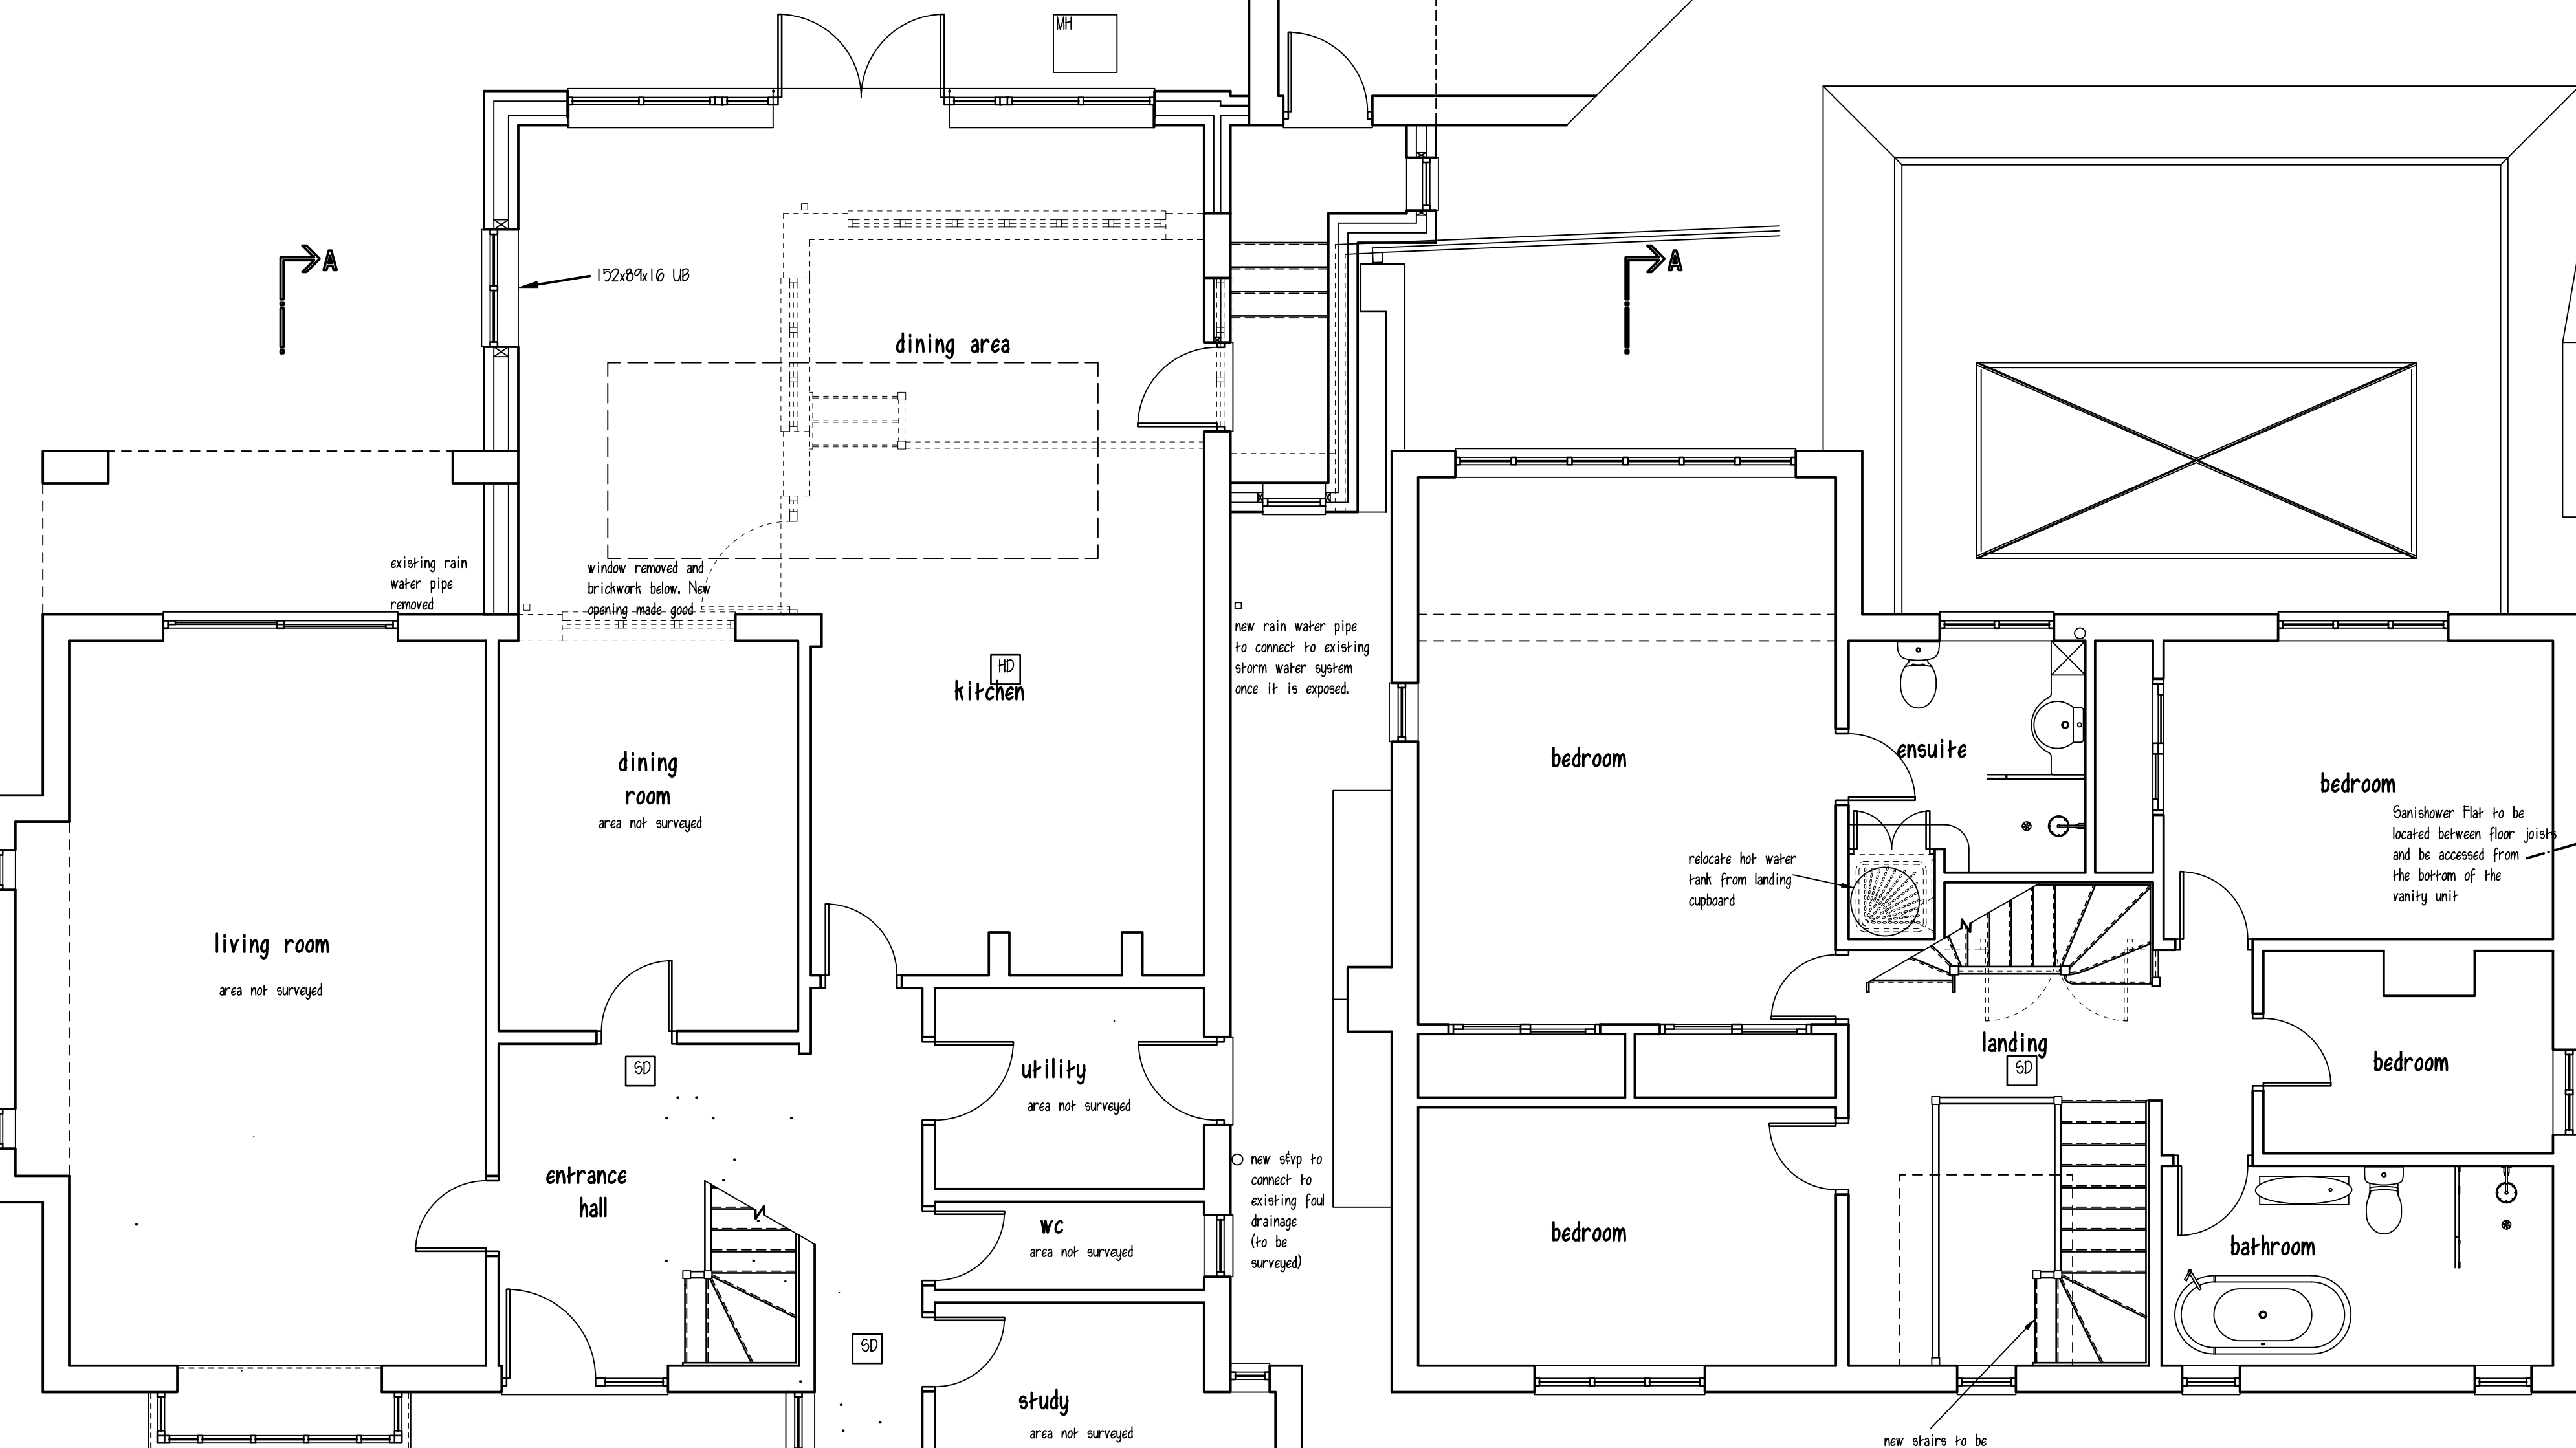 MH
A
152x89x16 UB
A
dining area
existing rain
water pipe
removed
window removed and
brickwork below. New
opening made good
new rain water pipe
to connect to existing
storm water system
once it is exposed.
HD
kitchen
dining
room
area not surveyed
bedroom
ensuite
bedroom
Sanishower Flat to be
located between floor joists
and be accessed from
the bottom of the
vanity unit
relocate hot water
tank from landing
cupboard
living room
area not surveyed
SD
utility
area not surveyed
landing
SD
bedroom
entrance
hall
new s&vp to
connect to
existing foul
drainage
(to be
surveyed)
wc
area not surveyed
bedroom
bathroom
SD
study
area not surveyed
new stairs to be